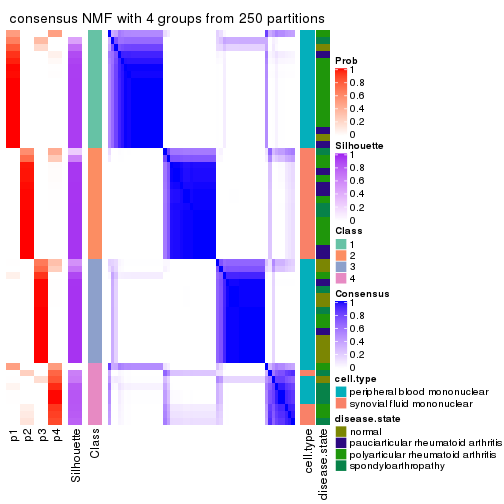 consensus NMF with 4 groups from 250 partitions
Prob
1
0.8
0.6
0.4
0.2
0
Silhouette
1
0.8
0.6
0.4
0.2
0
Class
1
2
3
4
Consensus
1
0.8
0.6
0.4
0.2
0
cell.type
peripheral blood mononuclear
synovial fluid mononuclear
disease.state
normal
pauciarticular rheumatoid arthritis
polyarticular rheumatoid arthritis
spondyloarthropathy
p1
p2
p3
p4
Silhouette
Class
cell.type
disease.state